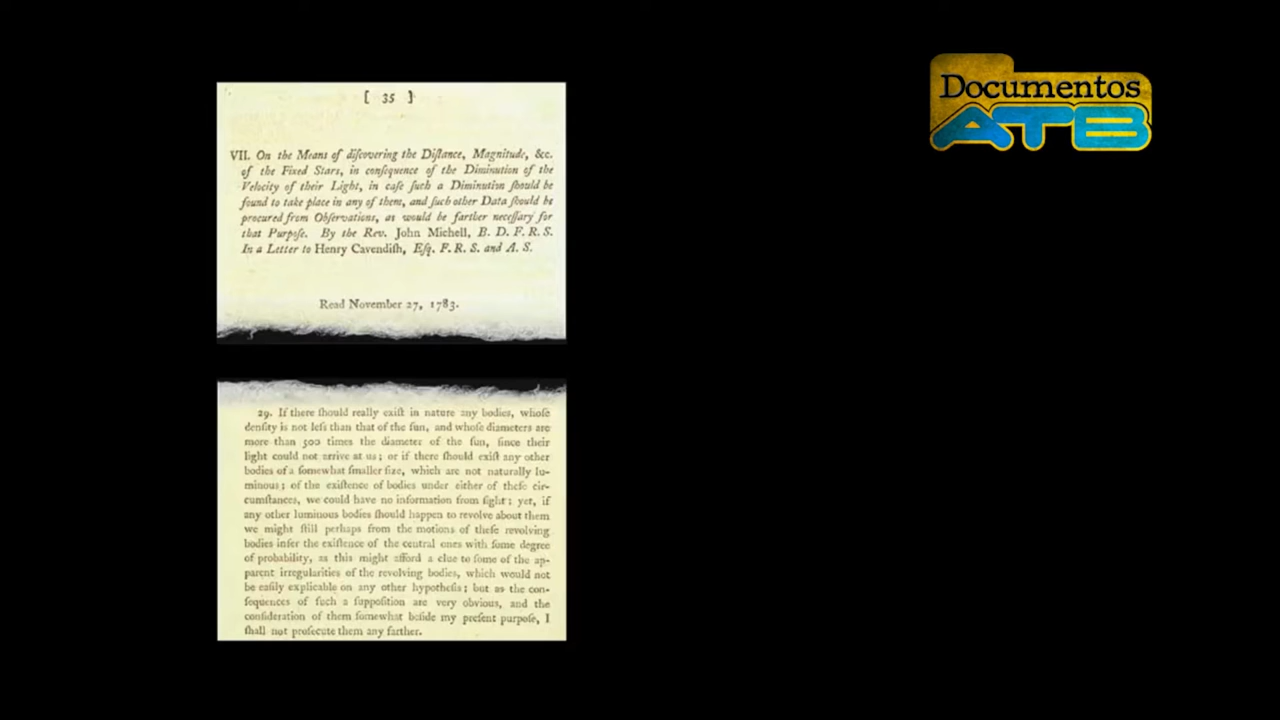 Documentos
ATB
[ 35 ]
VII. On the Means of diſcovering the Diſtance, Magnitude, &c.
of the Fixed Stars, in conſequence of the Diminution of the
Velocity of their Light, in caſe ſuch a Diminution ſhould be
found to take place in any of them, and ſuch other Data ſhould be
procured from Obſervations, as would be farther neceſſary for
that Purpoſe. By the Rev. John Michell, B. D. F. R. S.
In a Letter to Henry Cavendiſh, Eſq. F. R. S. and A. S.
Read November 27, 1783.
29. If there ſhould really exiſt in nature any bodies, whoſe
denſity is not leſs than that of the ſun, and whoſe diameters are
more than 500 times the diameter of the ſun, ſince their
light could not arrive at us; or if there ſhould exiſt any other
bodies of a ſomewhat ſmaller ſize, which are not naturally lu-
minous; of the exiſtence of bodies under either of theſe cir-
cumſtances, we could have no information from ſight; yet, if
any other luminous bodies ſhould happen to revolve about them
we might ſtill perhaps from the motions of theſe revolving
bodies infer the exiſtence of the central ones with ſome degree
of probability, as this might afford a clue to ſome of the ap-
parent irregularities of the revolving bodies, which would not
be eaſily explicable on any other hypotheſis; but as the con-
ſequences of ſuch a ſuppoſition are very obvious, and the
conſideration of them ſomewhat beſide my preſent purpoſe, I
ſhall not proſecute them any farther.